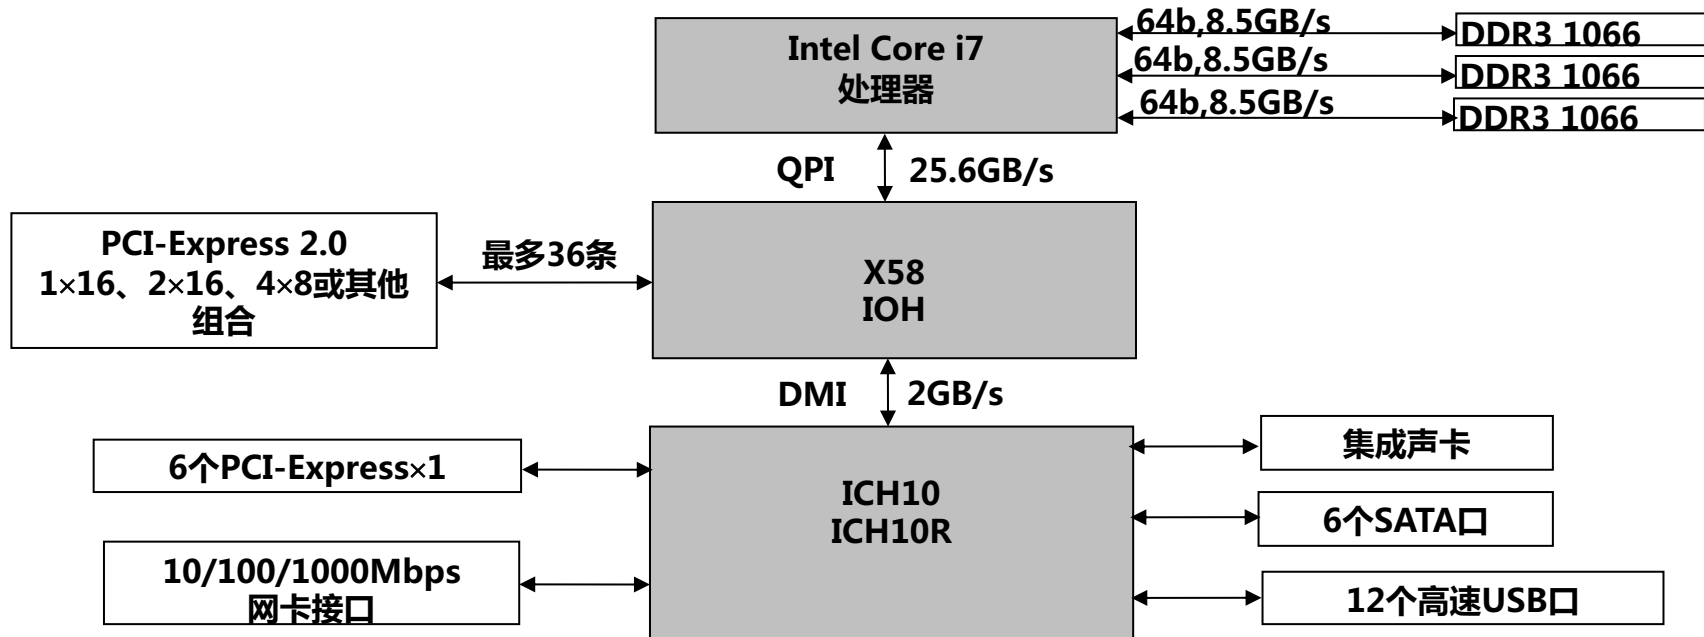 Intel Core i7
处理器
64b,8.5GB/s
DDR3 1066
64b,8.5GB/s
DDR3 1066
64b,8.5GB/s
DDR3 1066
QPI
25.6GB/s
PCI-Express 2.0
1×16、2×16、4×8或其他
组合
最多36条
X58
IOH
DMI
2GB/s
6个PCI-Express×1
10/100/1000Mbps
网卡接口
ICH10
ICH10R
集成声卡
6个SATA口
12个高速USB口